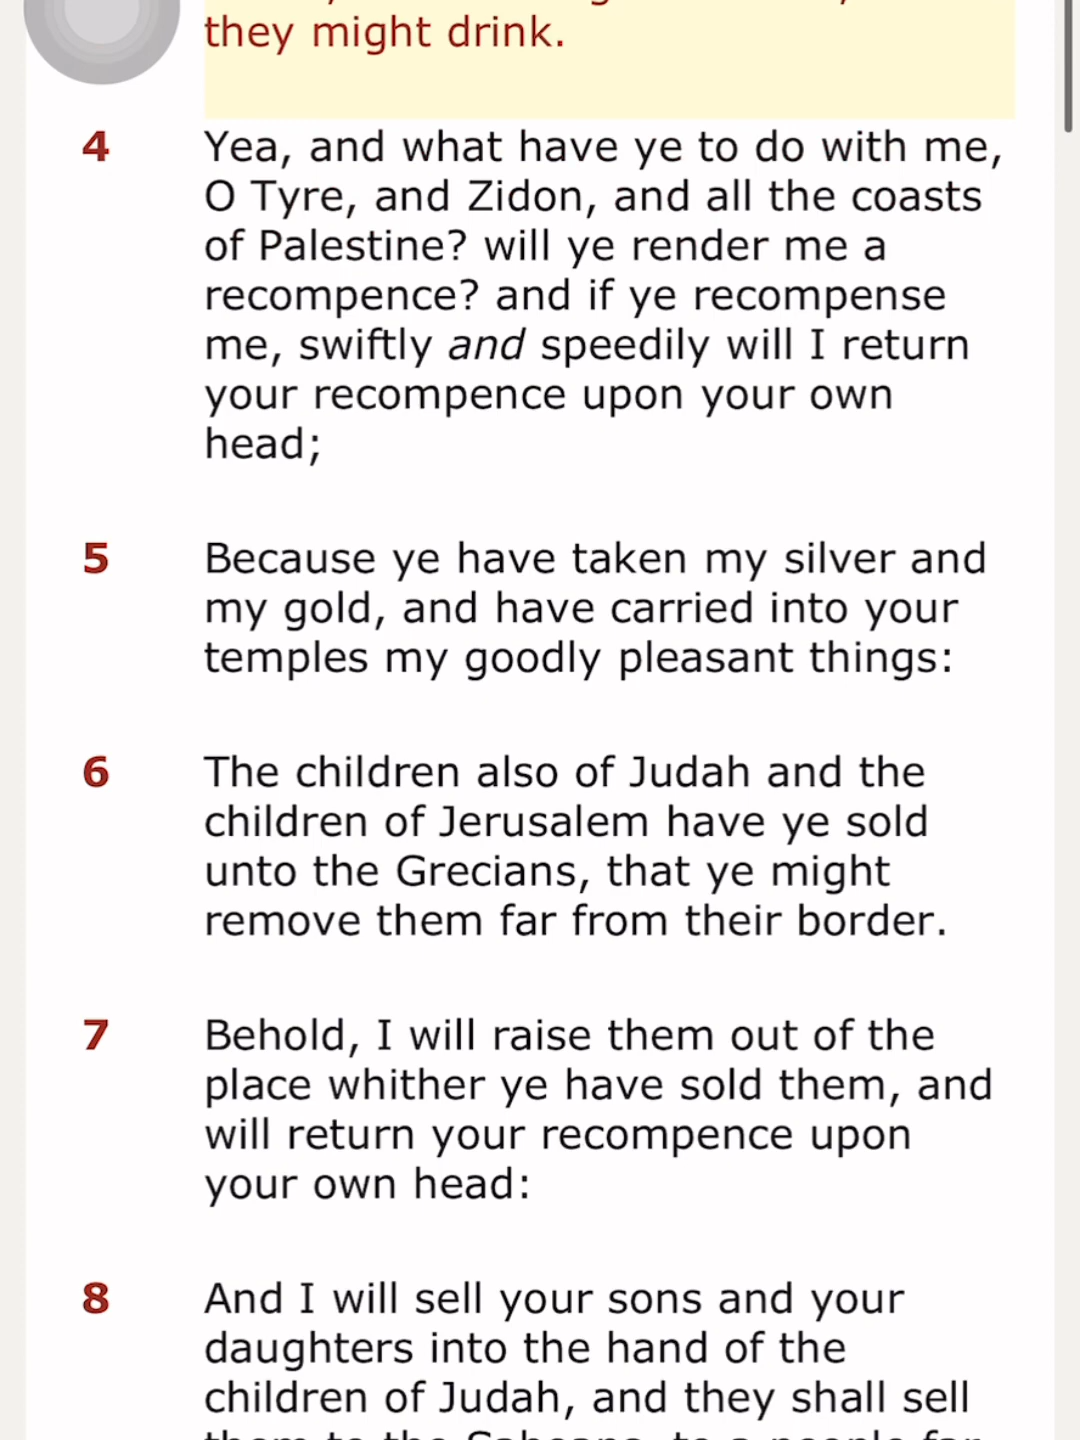 they might drink.
4 Yea, and what have ye to do with me,
O Tyre, and Zidon, and all the coasts
of Palestine? will ye render me a
recompence? and if ye recompense
me, swiftly and speedily will I return
your recompence upon your own
head;
5 Because ye have taken my silver and
my gold, and have carried into your
temples my goodly pleasant things:
6 The children also of Judah and the
children of Jerusalem have ye sold
unto the Grecians, that ye might
remove them far from their border.
7 Behold, I will raise them out of the
place whither ye have sold them, and
will return your recompence upon
your own head:
8 And I will sell your sons and your
daughters into the hand of the
children of Judah, and they shall sell